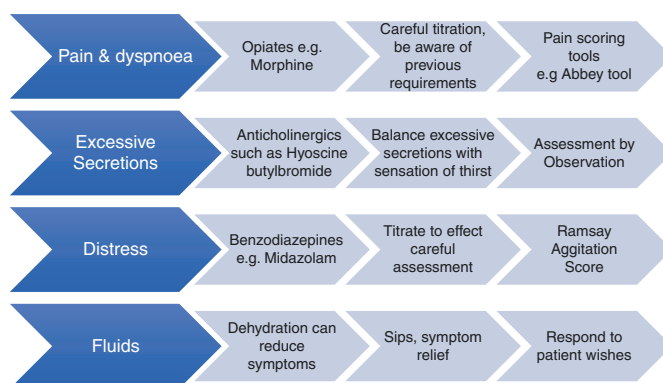 Pain & dyspnoea
Opiates e.g.
Morphine
Careful titration,
be aware of
previous
requirements
Pain scoring
tools
e.g Abbey tool
Excessive
Secretions
Anticholinergics
such as Hyoscine
butylbromide
Balance excessive
secretions with
sensation of thirst
Assessment by
Observation
Distress
Benzodiazepines
e.g. Midazolam
Titrate to effect
careful
assessment
Ramsay
Aggitation
Score
Fluids
Dehydration can
reduce
symptoms
Sips, symptom
relief
Respond to
patient wishes